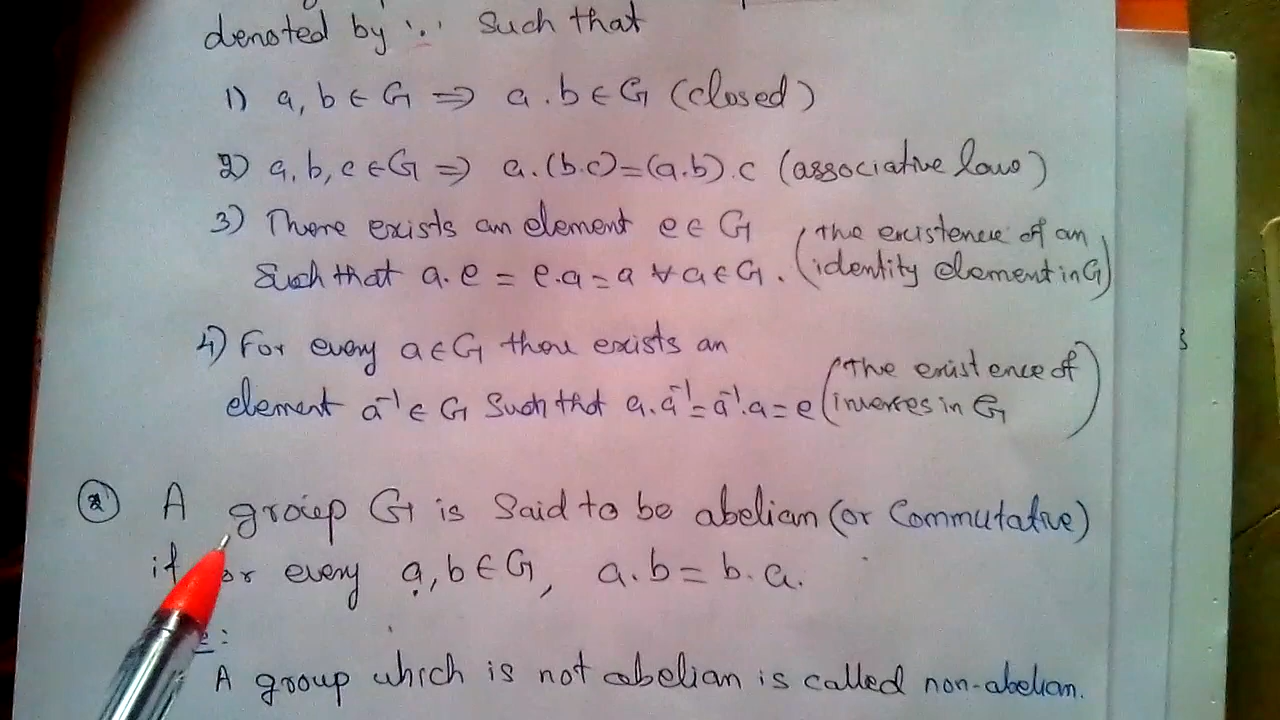 denoted by '.' such that
1) a, b ∈ G ⇒ a . b ∈ G (closed)
2) a, b, c ∈ G ⇒ a . (b.c) = (a.b) . c (associative law)
3) There exists an element e ∈ G (the existence of an
Such that a . e = e . a = a ∀ a ∈ G . identity element in G)
4) For every a ∈ G there exists an (the existence of
element a⁻¹ ∈ G Such that a . a⁻¹ = a⁻¹ . a = e inverses in G)
② A group G is said to be abelian (or Commutative)
if for every a, b ∈ G, a . b = b . a.
A group which is not abelian is called non-abelian.